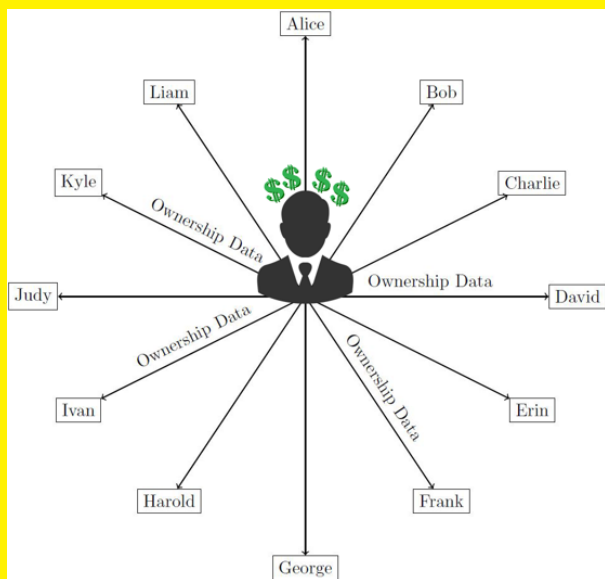 Alice
Liam
Bob
$ $ $ $
Kyle
Charlie
Ownership Data
Ownership Data
Judy
David
Ownership Data
Ownership Data
Ivan
Erin
Harold
Frank
George